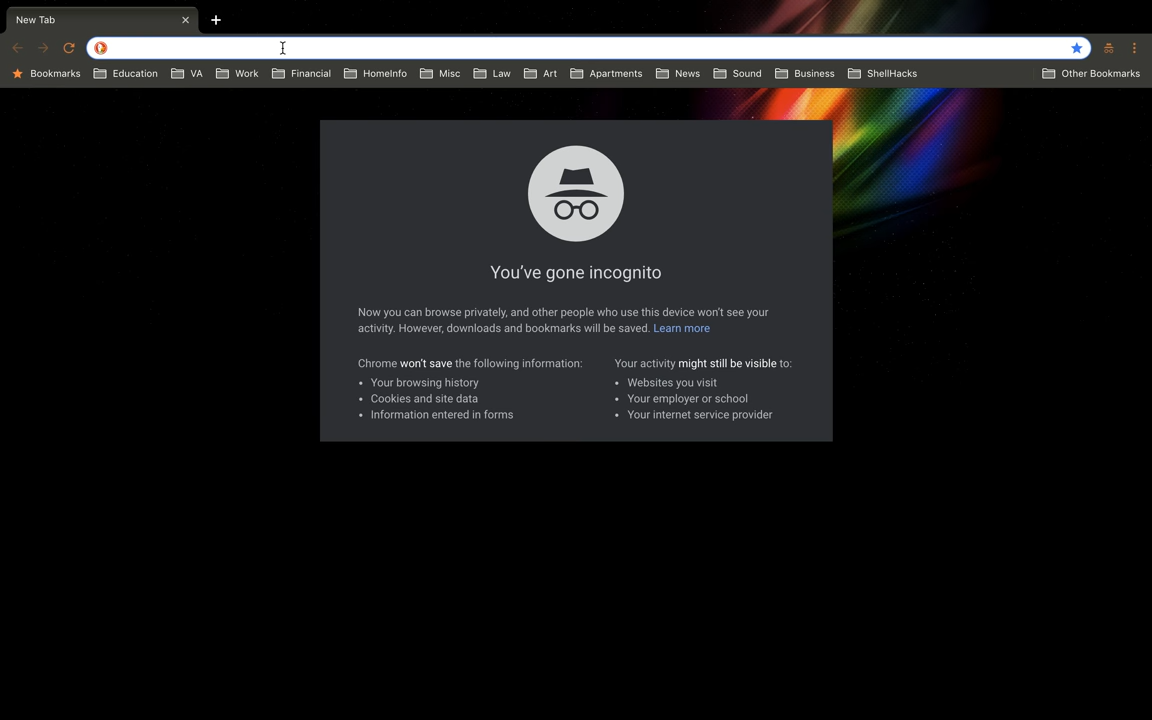 New Tab
Bookmarks Education VA Work Financial HomeInfo Misc Law Art Apartments News Sound Business ShellHacks Other Bookmarks
You've gone incognito
Now you can browse privately, and other people who use this device won't see your
activity. However, downloads and bookmarks will be saved. Learn more
Chrome won't save the following information:
• Your browsing history
• Cookies and site data
• Information entered in forms
Your activity might still be visible to:
• Websites you visit
• Your employer or school
• Your internet service provider